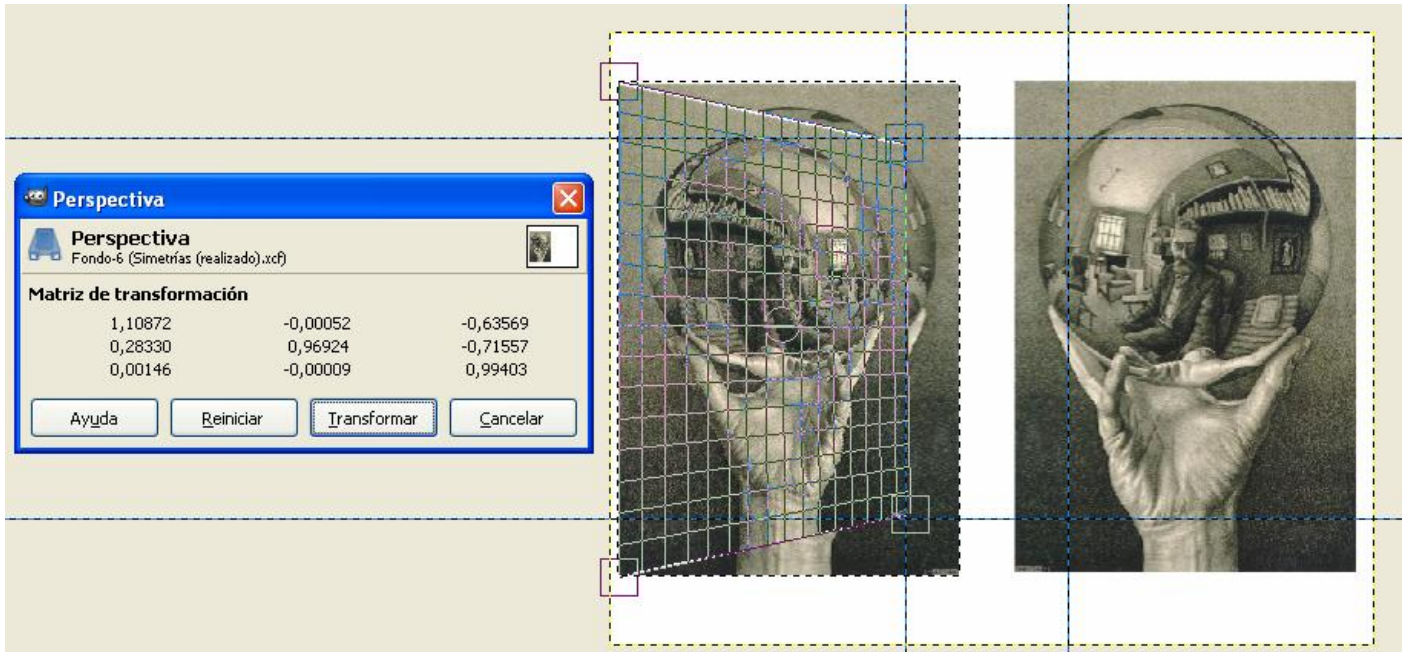 Perspectiva
Perspectiva
Fondo-6 (Simetrías (realizado).xcf)
Matriz de transformación
1,10872 -0,00052 -0,63569
0,28330 0,96924 -0,71557
0,00146 -0,00009 0,99403
Ayuda Reiniciar Transformar Cancelar